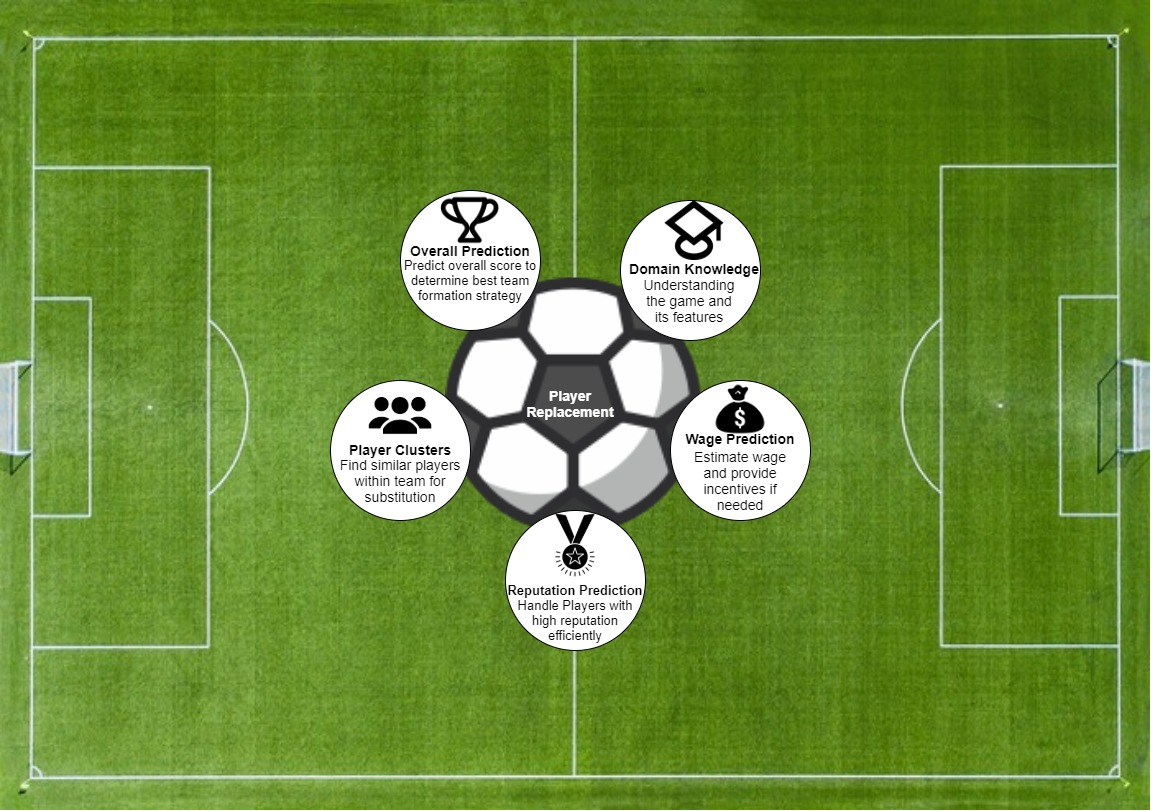 Overall Prediction
Predict overall score to
determine best team
formation strategy
Domain Knowledge
Understanding
the game and
its features
Player
Replacement
Player Clusters
Find similar players
within team for
substitution
$
Wage Prediction
Estimate wage
and provide
incentives if
needed
Reputation Prediction
Handle Players with
high reputation
efficiently